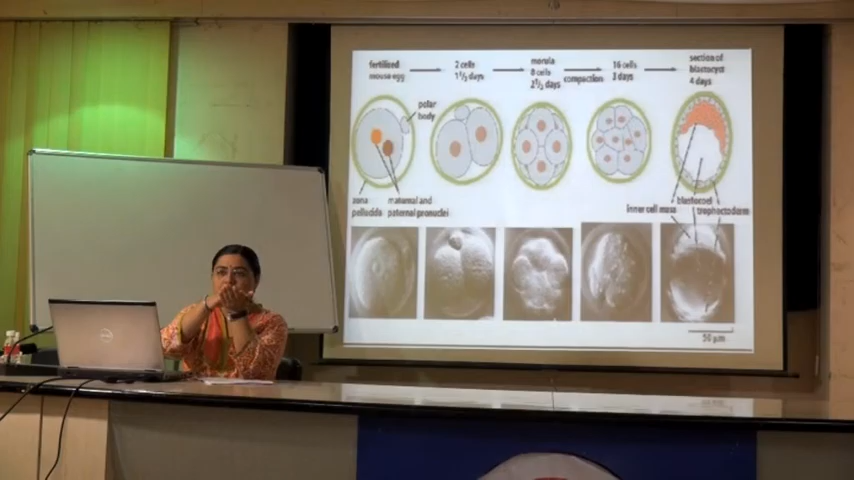 fertilized
mouse egg
2 cells
1½ days
morula
8 cells
2½ days
compaction
16 cells
3 days
section of
blastocyst
4 days
polar
body
zona
pellucida
maternal and
paternal pronuclei
blastocoel
inner cell mass
trophectoderm
50 μm
DELL